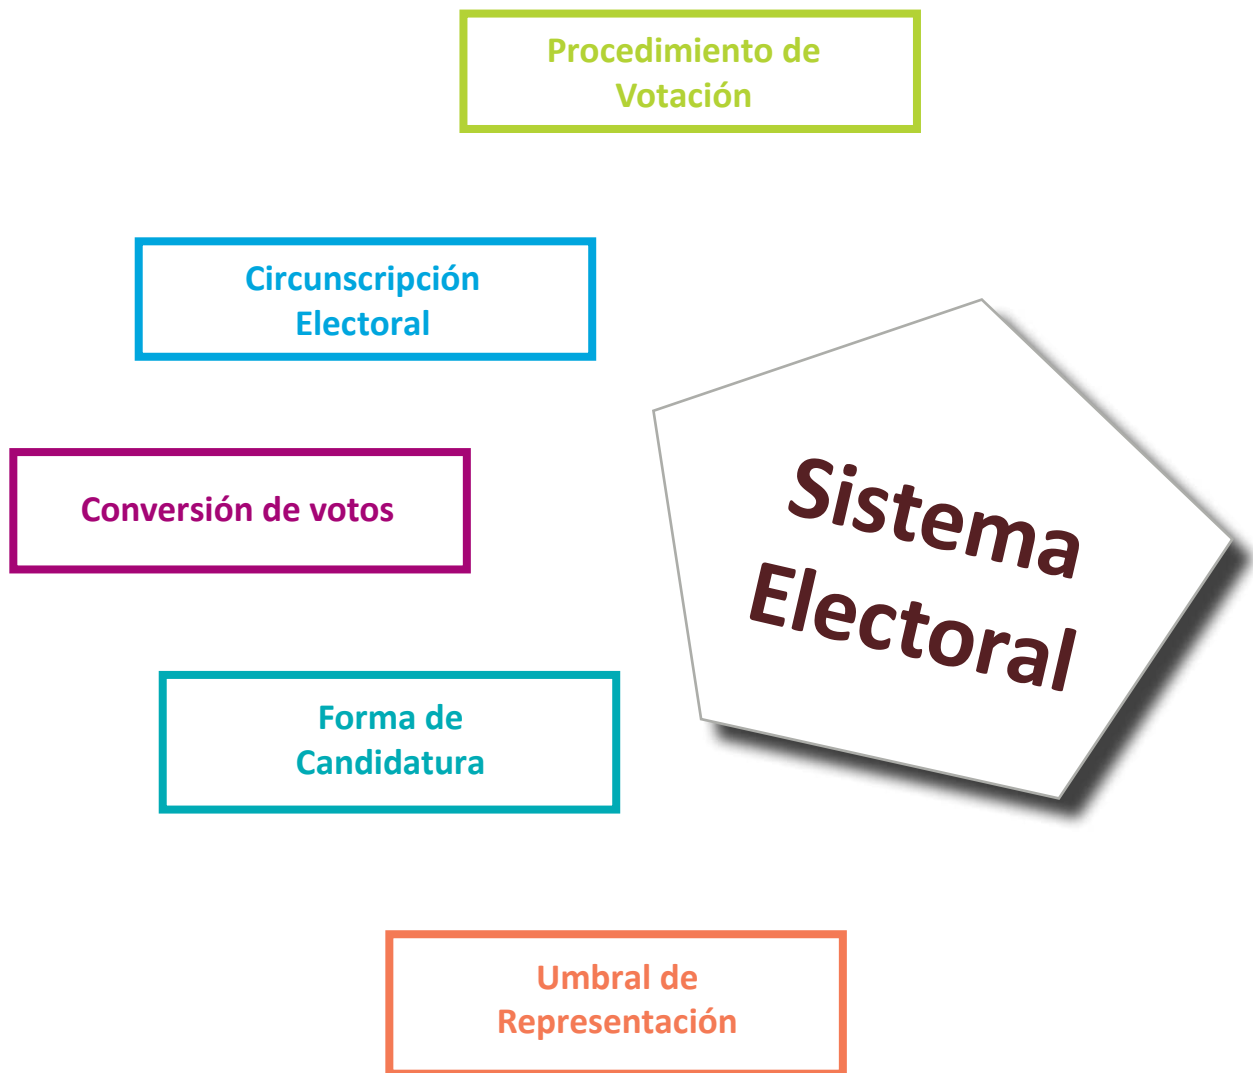 Procedimiento de
Votación
Circunscripción
Electoral
Conversión de votos
Sistema
Electoral
Forma de
Candidatura
Umbral de
Representación